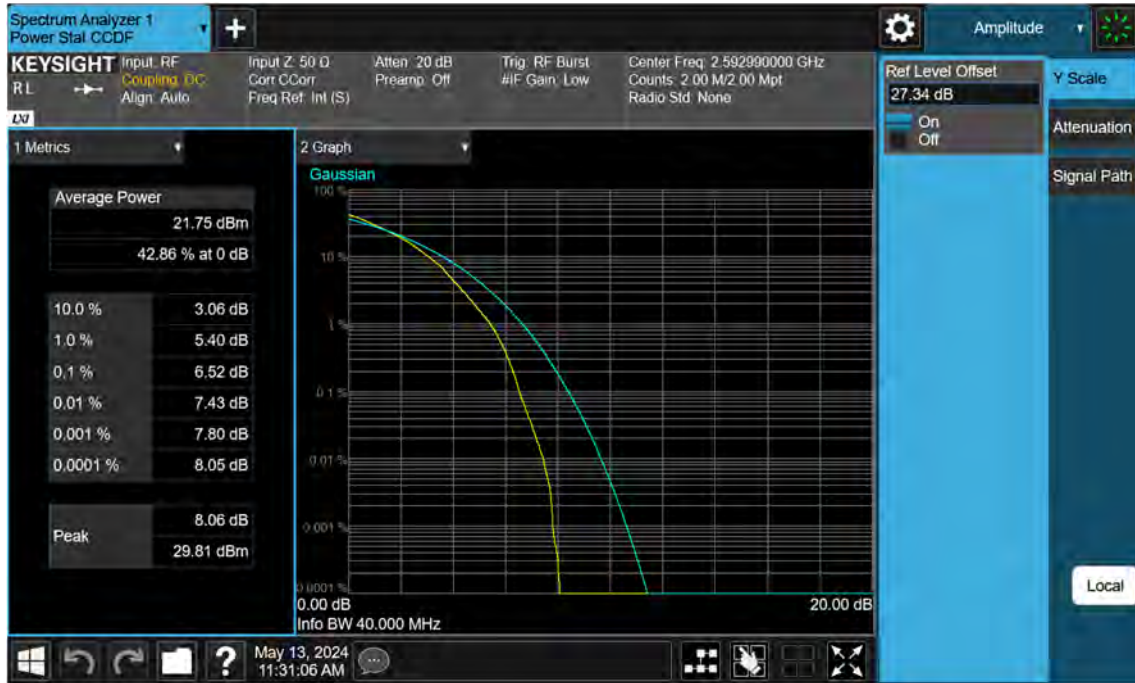 Spectrum Analyzer 1
Power Stat CCDF
+
Amplitude
KEYSIGHT
RL
LXI
Input: RF
Coupling: DC
Align: Auto
Input Z: 50 Ω
Corr CCorr
Freq Ref: Int (S)
Atten: 20 dB
Preamp: Off
Trig: RF Burst
#IF Gain: Low
Center Freq: 2.592990000 GHz
Counts: 2.00 M/2.00 Mpt
Radio Std: None
Ref Level Offset
27.34 dB
On
Off
Y Scale
Attenuation
Signal Path
Local
1 Metrics
Average Power
21.75 dBm
42.86 % at 0 dB
10.0 % 3.06 dB
1.0 % 5.40 dB
0.1 % 6.52 dB
0.01 % 7.43 dB
0.001 % 7.80 dB
0.0001 % 8.05 dB
Peak
8.06 dB
29.81 dBm
2 Graph
Gaussian
100 %
10 %
1 %
0.1 %
0.01 %
0.001 %
0.0001 %
0.00 dB 20.00 dB
Info BW 40.000 MHz
?
May 13, 2024
11:31:06 AM